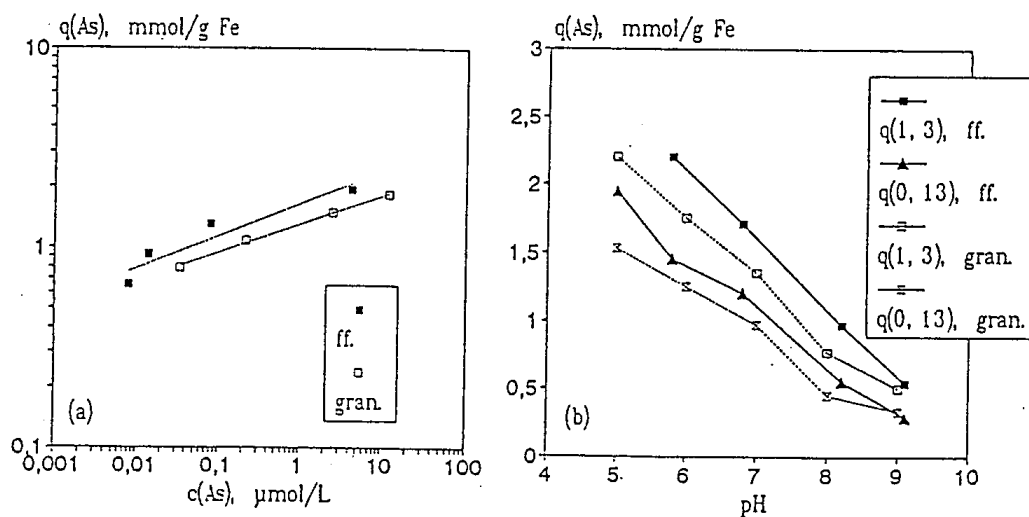 q(As), mmol/g Fe
10
1
0,1
0,001
0,01
0,1
1
10
100
c(As), µmol/L
(a)
ff.
gran.
q(As), mmol/g Fe
3
2,5
2
1,5
1
0,5
0
4
5
6
7
8
9
10
pH
(b)
q(1, 3), ff.
q(0, 13), ff.
q(1, 3), gran.
q(0, 13), gran.